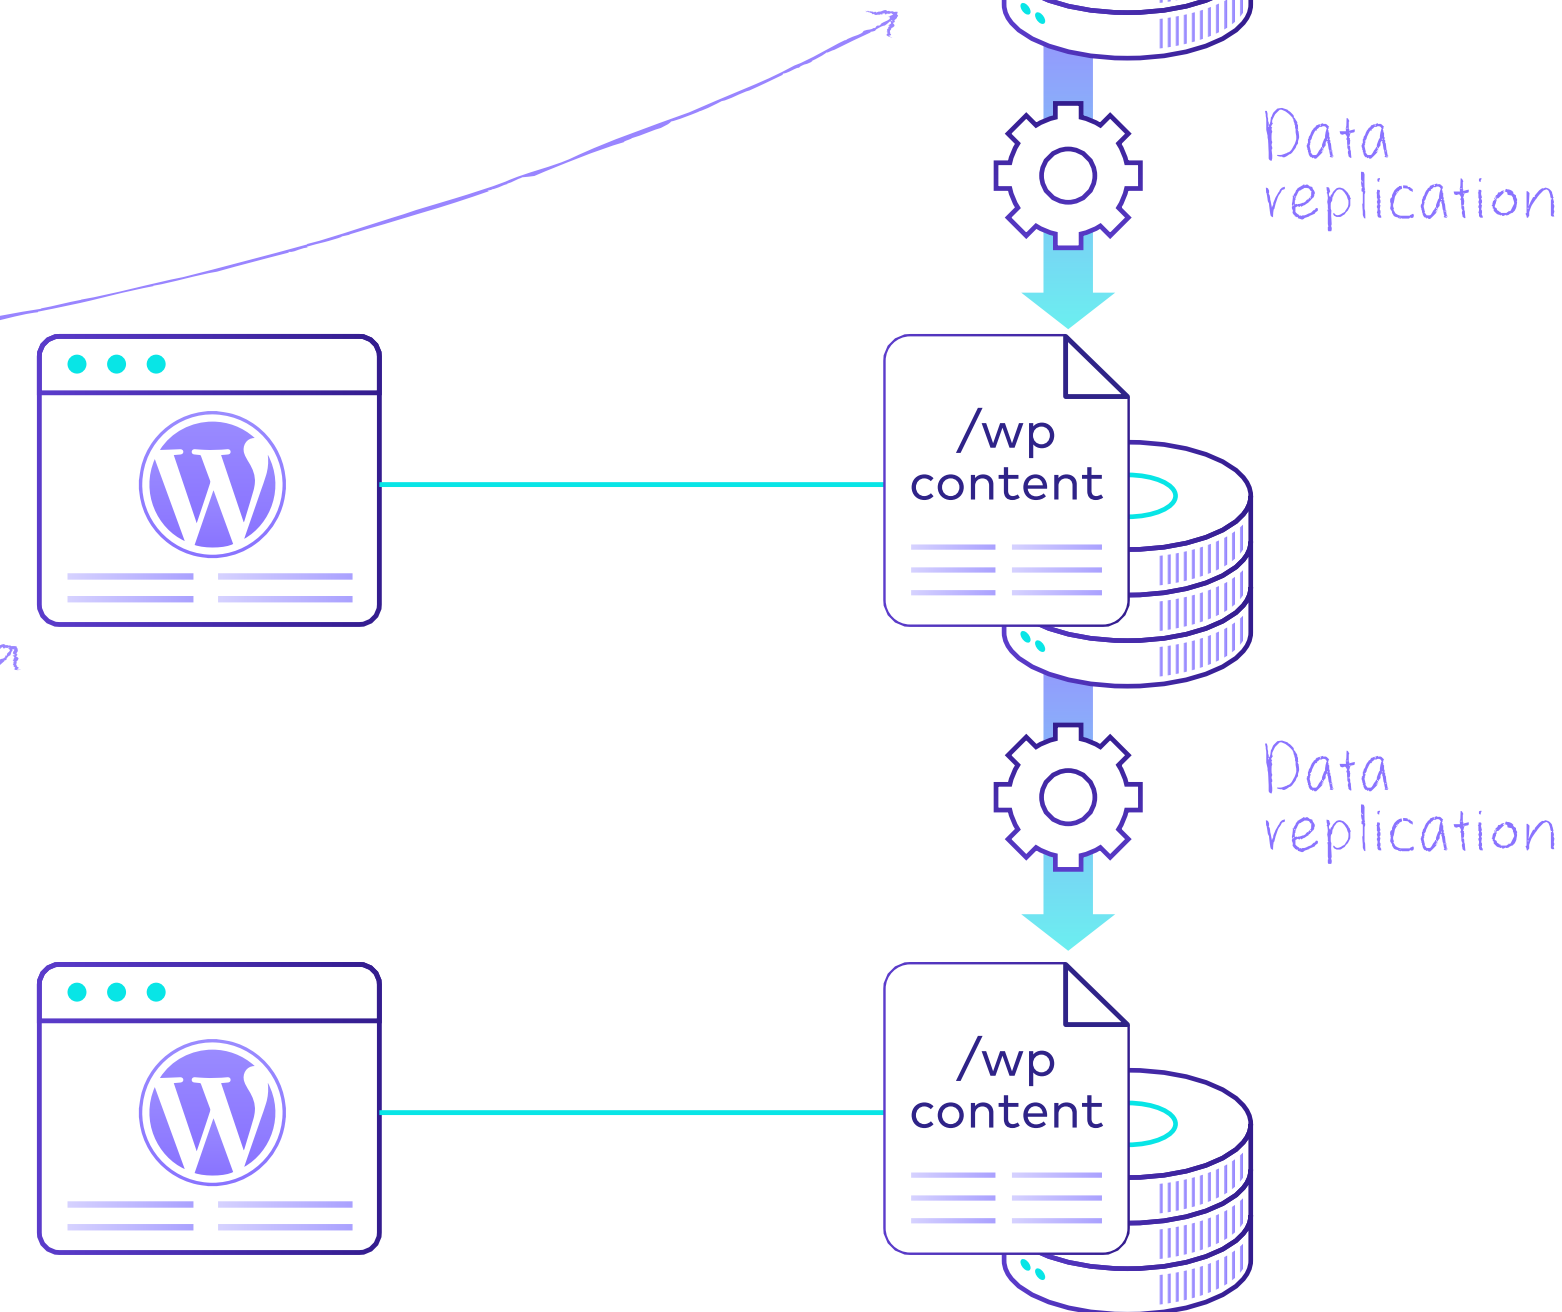 Data
replication
/wp
content
Data
replication
/wp
content